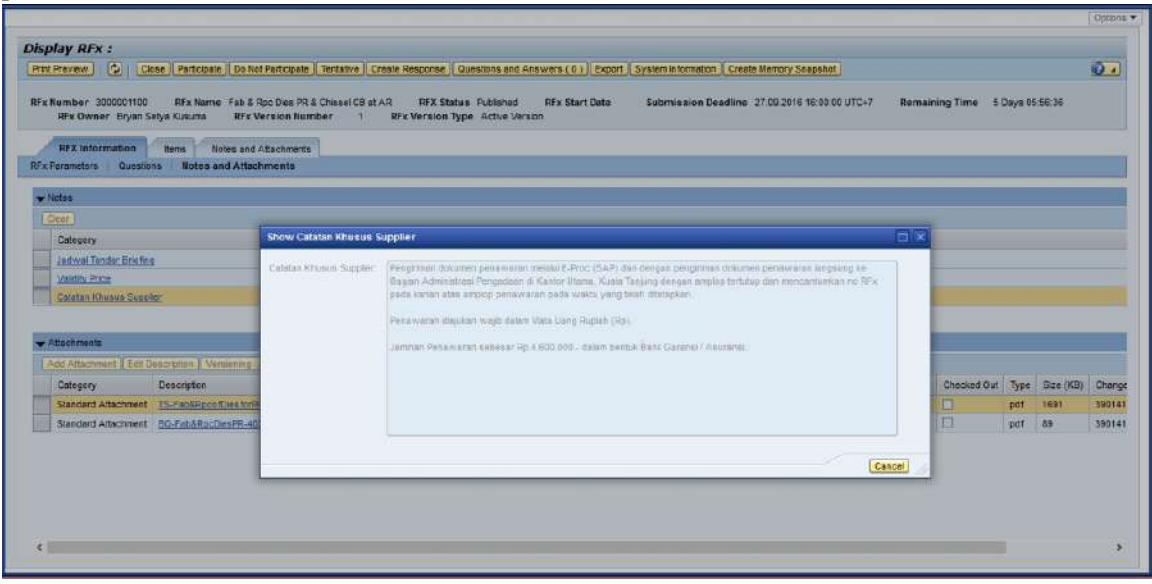 Options
Display RFx :
Print Preview Close Participate Do Not Participate Tentative Create Response Questions and Answers ( 0 ) Export System Information Create Memory Snapshot
RFx Number 3000001100 RFx Name Fab & Rpc Dies PR & Chissel CB at AR RFX Status Published RFx Start Date Submission Deadline 27.09.2016 16:00:00 UTC+7 Remaining Time 5 Days 05:56:36
RFx Owner Bryan Setya Kusuma RFx Version Number 1 RFx Version Type Active Version
RFX Information Items Notes and Attachments
RFx Parameters Questions Notes and Attachments
Notes
Clear
Category
Jadwal Tender Briefing
Validity Price
Catatan Khusus Supplier
Show Catatan Khusus Supplier
Catatan Khusus Supplier:
Pengiriman dokumen penawaran melalui E-Proc (SAP) dan dengan pengiriman dokumen penawaran langsung ke
Bagian Administrasi Pengadaan di Kantor Utama, Kuala Tanjung dengan amplop tertutup dan mencantumkan no RFx
pada kanan atas amplop penawaran pada waktu yang telah ditetapkan.
Penawaran diajukan wajib dalam Mata Uang Rupiah (Rp).
Jaminan Penawaran sebesar Rp 4.600.000,- dalam bentuk Bank Garansi / Asuransi.
Cancel
Attachments
Add Attachment Edit Description Versioning
Category Description Checked Out Type Size (KB) Change
Standard Attachment pdf 1691 390141
Standard Attachment BQ-Fab&RpcDiesPR-40 pdf 89 390141